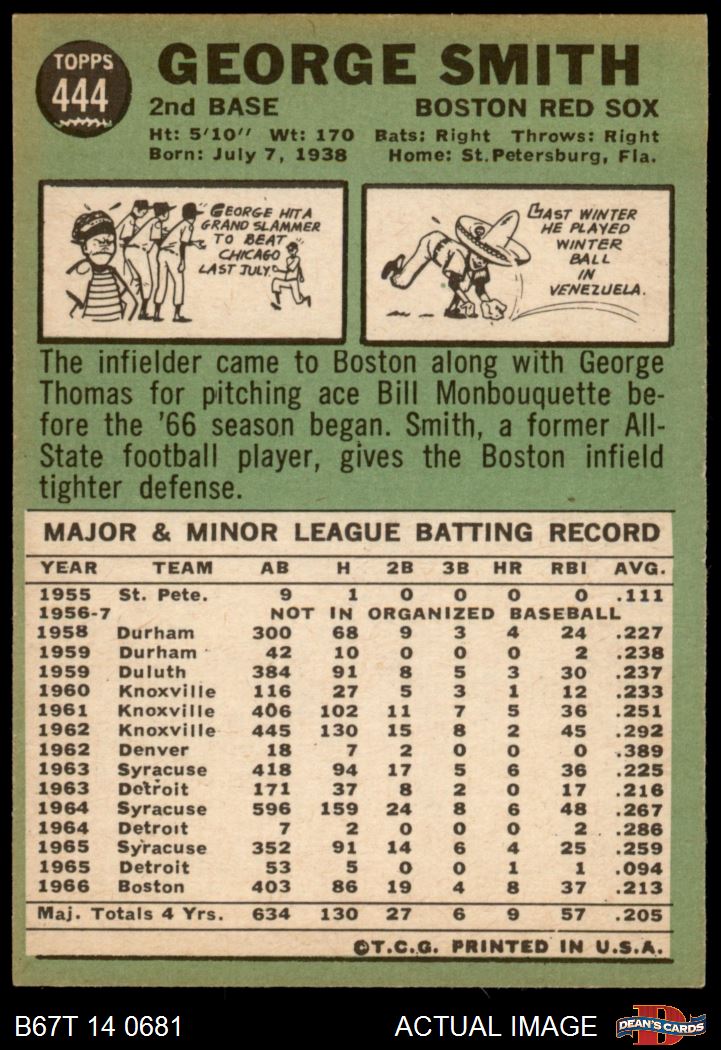 TOPPS
444
GEORGE SMITH
2nd BASE BOSTON RED SOX
Ht: 5'10" Wt: 170 Bats: Right Throws: Right
Born: July 7, 1938 Home: St. Petersburg, Fla.
GEORGE HIT A
GRAND SLAMMER
TO BEAT
CHICAGO
LAST JULY.
LAST WINTER
HE PLAYED
WINTER
BALL
IN
VENEZUELA.
The infielder came to Boston along with George
Thomas for pitching ace Bill Monbouquette be-
fore the '66 season began. Smith, a former All-
State football player, gives the Boston infield
tighter defense.
MAJOR & MINOR LEAGUE BATTING RECORD
YEAR TEAM AB H 2B 3B HR RBI AVG.
1955 St. Pete. 9 1 0 0 0 0 .111
1956-7 NOT IN ORGANIZED BASEBALL
1958 Durham 300 68 9 3 4 24 .227
1959 Durham 42 10 0 0 0 2 .238
1959 Duluth 384 91 8 5 3 30 .237
1960 Knoxville 116 27 5 3 1 12 .233
1961 Knoxville 406 102 11 7 5 36 .251
1962 Knoxville 445 130 15 8 2 45 .292
1962 Denver 18 7 2 0 0 0 .389
1963 Syracuse 418 94 17 5 6 36 .225
1963 Detroit 171 37 8 2 0 17 .216
1964 Syracuse 596 159 24 8 6 48 .267
1964 Detroit 7 2 0 0 0 2 .286
1965 Syracuse 352 91 14 6 4 25 .259
1965 Detroit 53 5 0 0 1 1 .094
1966 Boston 403 86 19 4 8 37 .213
Maj. Totals 4 Yrs. 634 130 27 6 9 57 .205
©T.C.G. PRINTED IN U.S.A.
B67T 14 0681 ACTUAL IMAGE DEAN'S CARDS